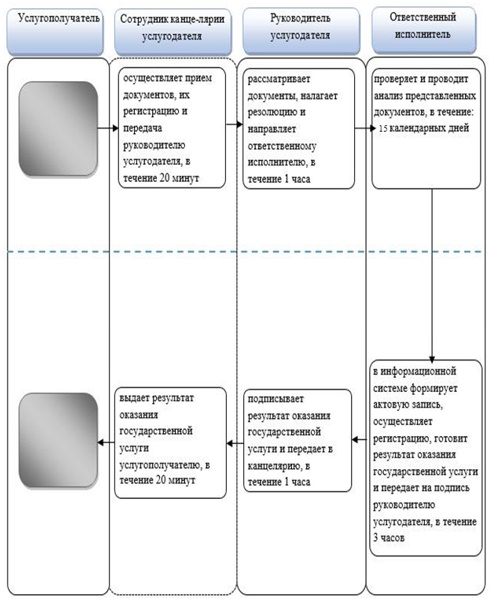 Услугополучатель
Сотрудник канце-лярии
услугодателя
Руководитель
услугодателя
Ответственный
исполнитель
осуществляет прием
документов, их
регистрацию и
передача
руководителю
услугодателя, в
течение 20 минут
рассматривает
документы, налагает
резолюцию и
направляет
ответственному
исполнителю, в
течение 1 часа
проверяет и проводит
анализ представленных
документов, в течение:
15 календарных дней
в информационной
системе формирует
актовую запись,
осуществляет
регистрацию, готовит
результат оказания
государственной услуги
и передает на подпись
руководителю
услугодателя, в течение
3 часов
подписывает
результат оказания
государственной
услуги и передает в
канцелярию, в
течение 1 часа
выдает результат
оказания
государственной
услуги
услугополучателю, в
течение 20 минут